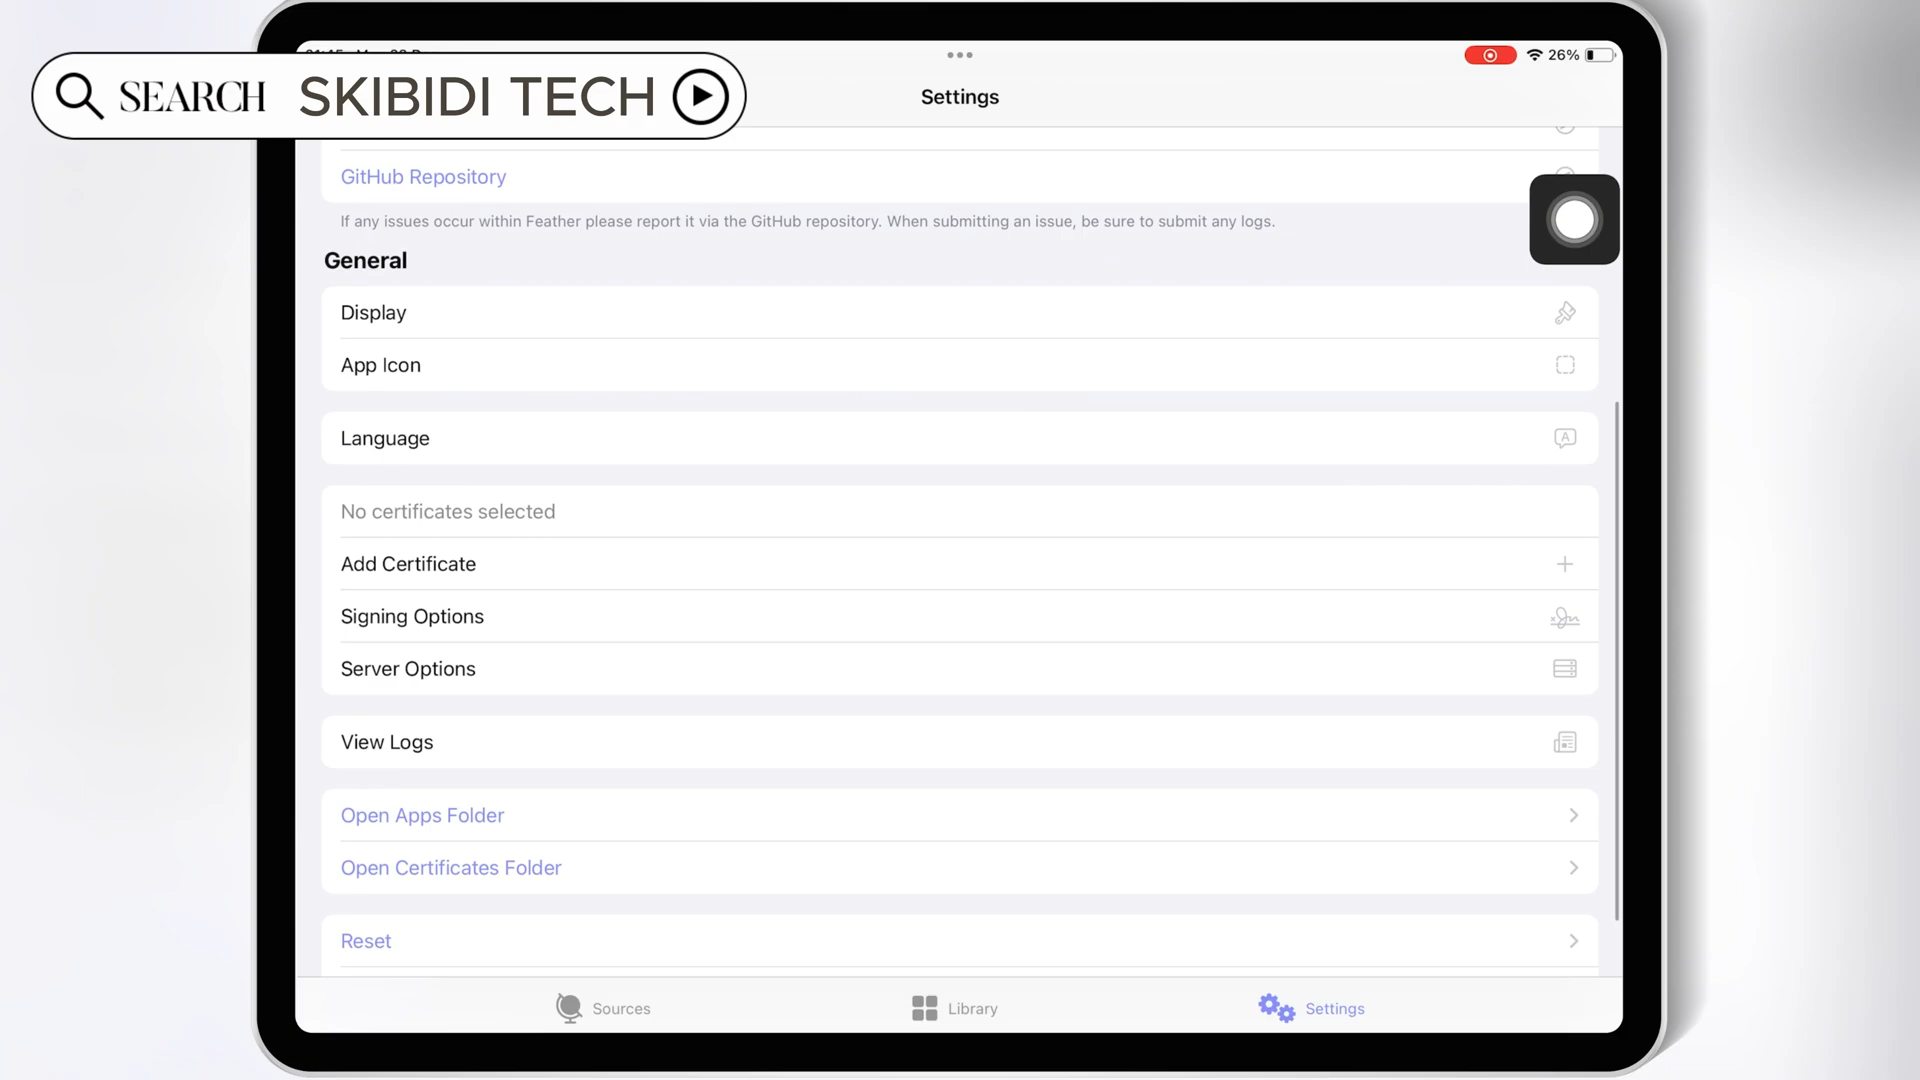 SEARCH SKIBIDI TECH
26%
Settings
GitHub Repository
If any issues occur within Feather please report it via the GitHub repository. When submitting an issue, be sure to submit any logs.
General
Display
App Icon
Language
No certificates selected
Add Certificate
Signing Options
Server Options
View Logs
Open Apps Folder
Open Certificates Folder
Reset
Sources
Library
Settings